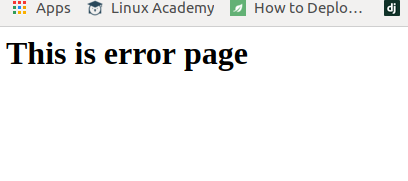 Apps Linux Academy How to Deplo… dj
This is error page